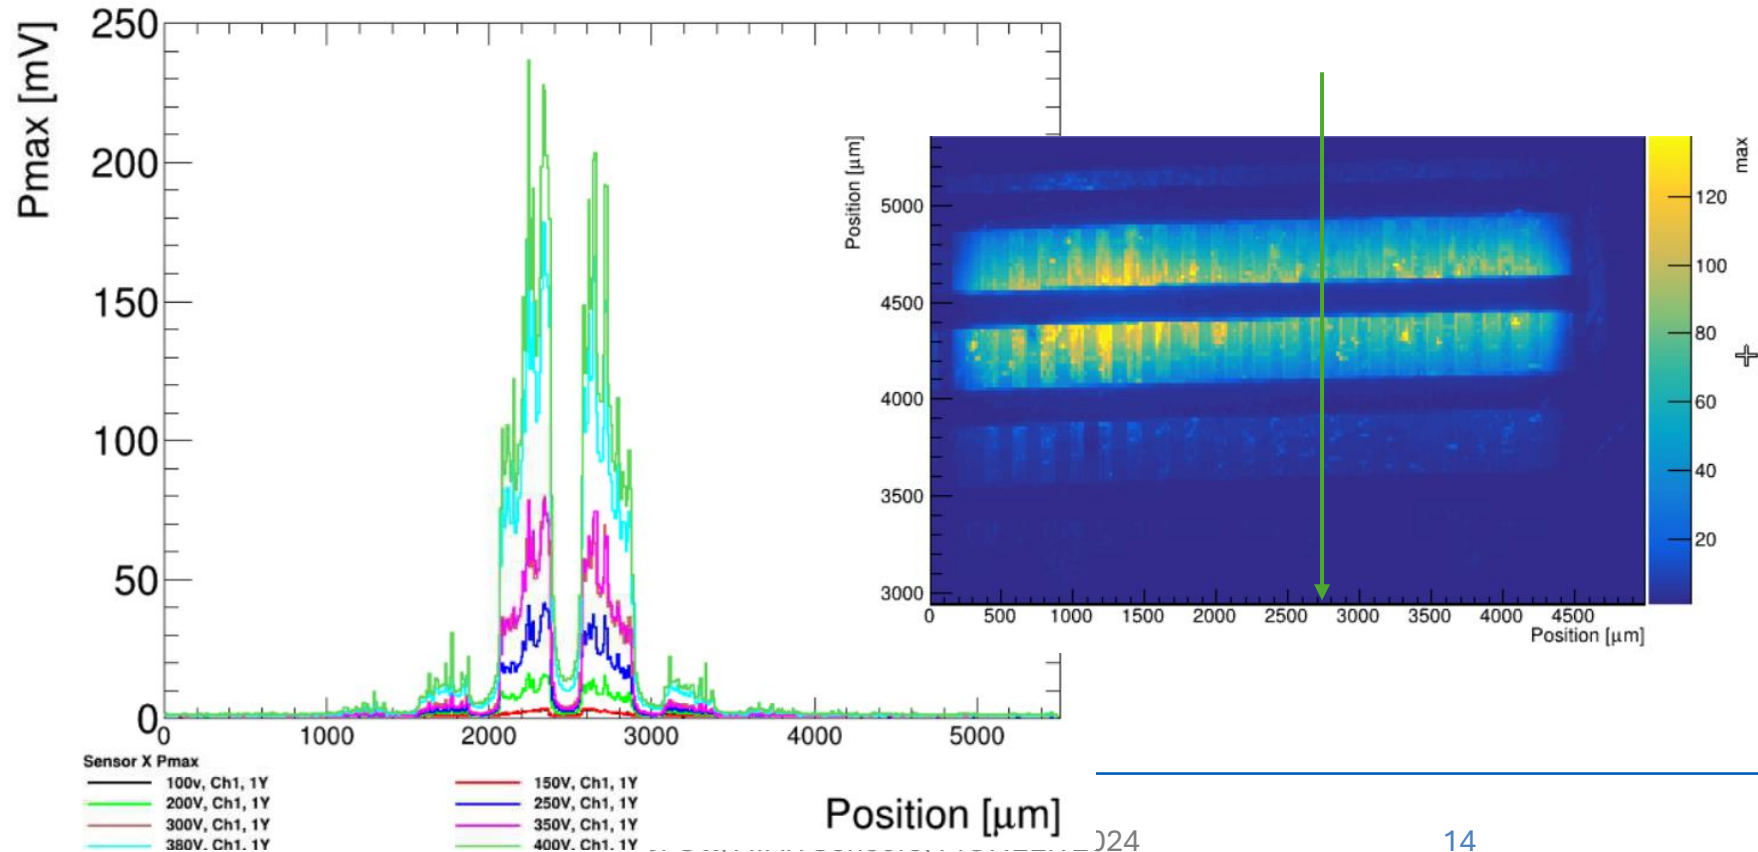 Pmax [mV]
250
200
150
100
50
0
0 1000 2000 3000 4000 5000
Position [μm]
Sensor X Pmax
100v, Ch1, 1Y
150V, Ch1, 1Y
200V, Ch1, 1Y
250V, Ch1, 1Y
300V, Ch1, 1Y
350V, Ch1, 1Y
380V, Ch1, 1Y
400V, Ch1, 1Y
Position [μm]
5000
4500
4000
3500
3000
0 500 1000 1500 2000 2500 3000 3500 4000 4500
Position [μm]
max
120
100
80
60
40
20
024
14